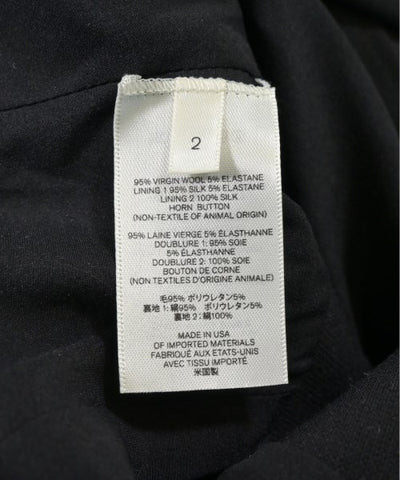 2
95% VIRGIN WOOL 5% ELASTANE
LINING 1 95% SILK 5% ELASTANE
LINING 2 100% SILK
HORN BUTTON
(NON-TEXTILE OF ANIMAL ORIGIN)
95% LAINE VIERGE 5% ÉLASTHANNE
DOUBLURE 1: 95% SOIE
5% ÉLASTHANNE
DOUBLURE 2: 100% SOIE
BOUTON DE CORNE
(NON TEXTILES D'ORIGINE ANIMALE)
毛95% ポリウレタン5%
裏地 1: 絹95% ポリウレタン5%
裏地 2: 絹100%
MADE IN USA
OF IMPORTED MATERIALS
FABRIQUÉ AUX ETATS-UNIS
AVEC TISSU IMPORTÉ
米国製